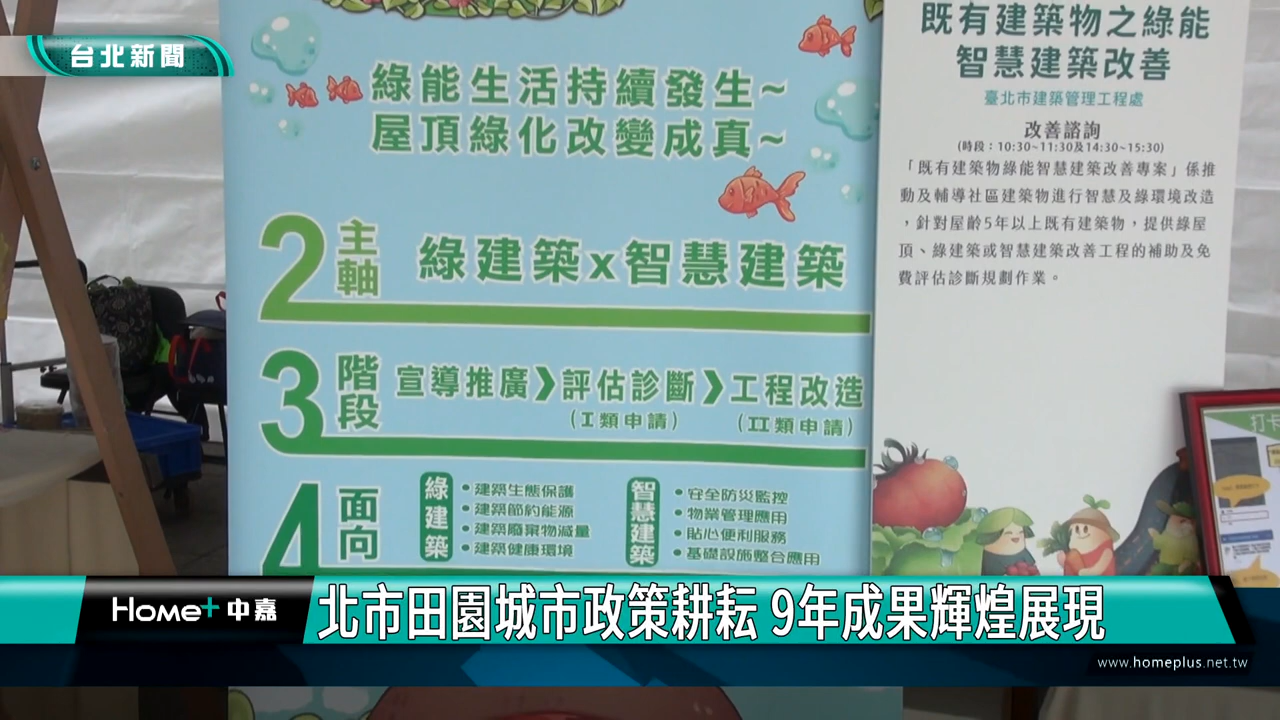 台北新聞
綠能生活持續發生~
屋頂綠化改變成真~
2主軸 綠建築x智慧建築
3階段 宣導推廣❯評估診斷❯工程改造
(I類申請) (II類申請)
4面向
綠建築
•建築生態保護
•建築節約能源
•建築廢棄物減量
•建築健康環境
智慧建築
•安全防災監控
•物業管理應用
•貼心便利服務
•基礎設施整合應用
既有建築物之綠能
智慧建築改善
臺北市建築管理工程處
改善諮詢
(時段：10:30~11:30及14:30~15:30)
「既有建築物綠能智慧建築改善專案」係推
動及輔導社區建築物進行智慧及綠環境改造
，針對屋齡5年以上既有建築物，提供綠屋
頂、綠建築或智慧建築改善工程的補助及免
費評估診斷規劃作業。
打卡
Home+中嘉
北市田園城市政策耕耘 9年成果輝煌展現
www.homeplus.net.tw